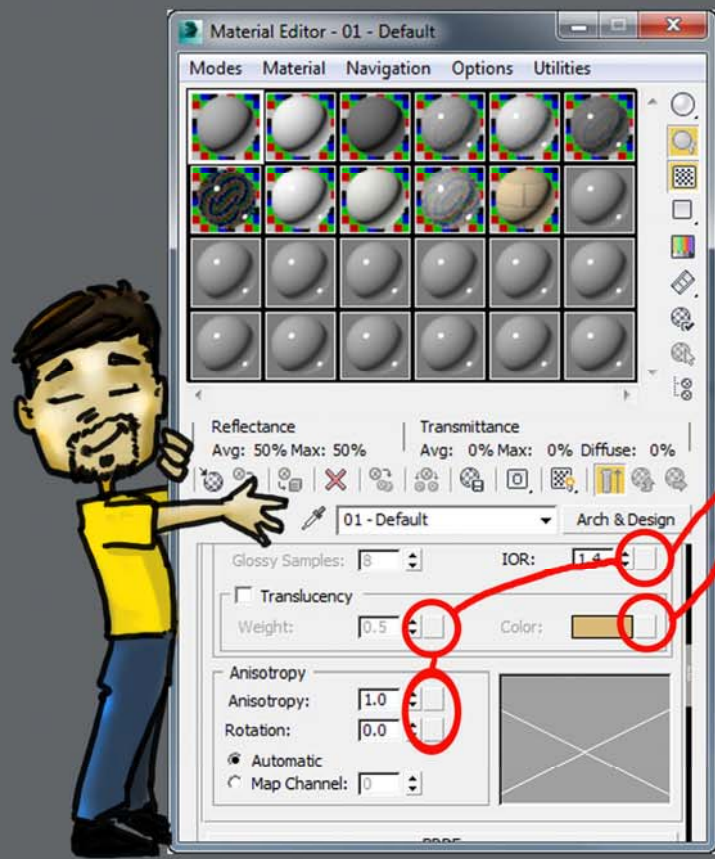 Material Editor - 01 - Default
Modes Material Navigation Options Utilities
Reflectance Transmittance
Avg: 50% Max: 50% Avg: 0% Max: 0% Diffuse: 0%
01 - Default Arch & Design
Glossy Samples: 8 IOR: 1.4
Translucency
Weight: 0.5 Color:
Anisotropy
Anisotropy: 1.0
Rotation: 0.0
Automatic
Map Channel: 0